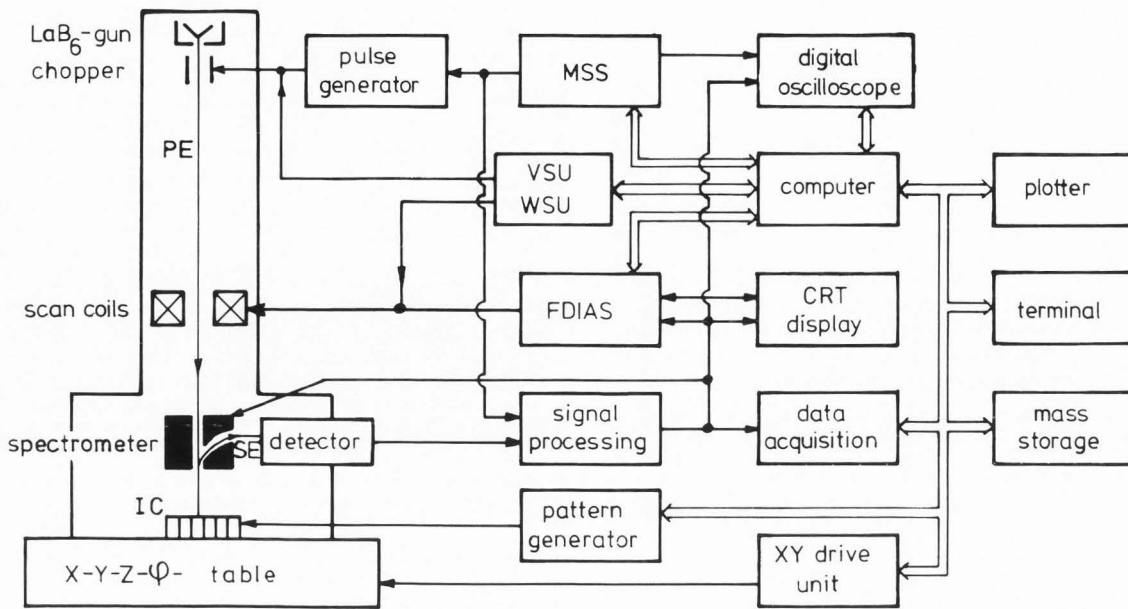 LaB6-gun
chopper
pulse
generator
MSS
digital
oscilloscope
PE
VSU
WSU
computer
plotter
scan coils
FDIAS
CRT
display
terminal
spectrometer
SE
detector
signal
processing
data
acquisition
mass
storage
IC
pattern
generator
X-Y-Z-φ- table
XY drive
unit